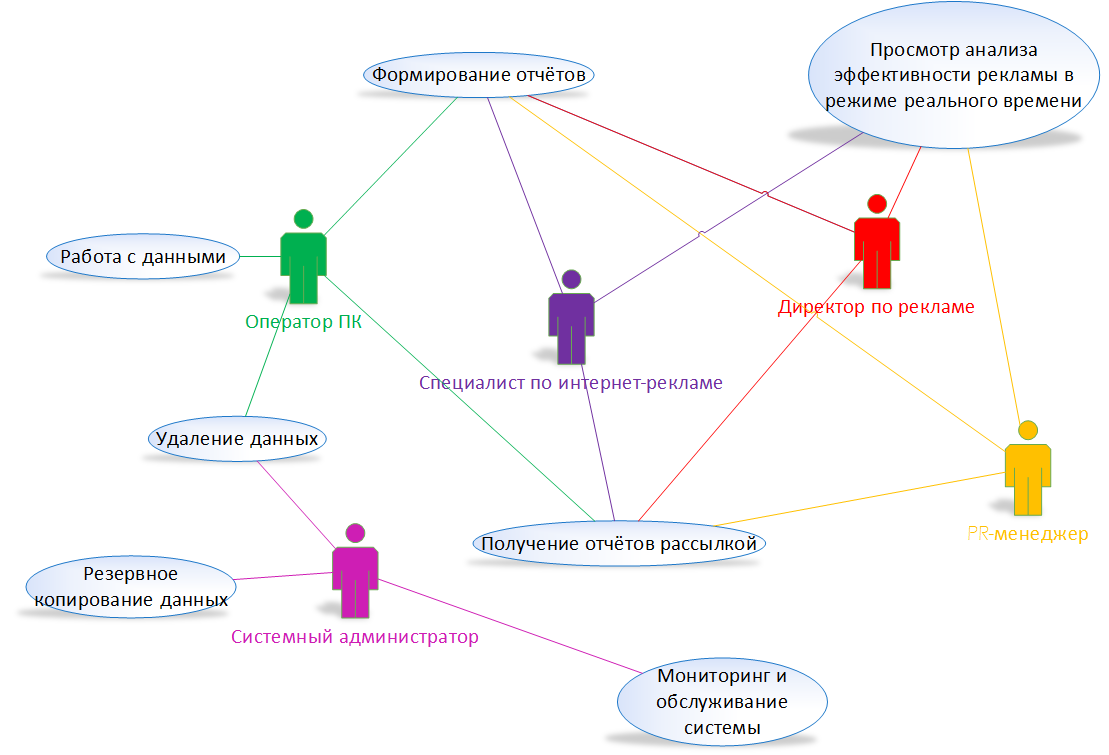 Формирование отчётов
Просмотр анализа
эффективности рекламы в
режиме реального времени
Работа с данными
Оператор ПК
Директор по рекламе
Специалист по интернет-рекламе
Удаление данных
PR-менеджер
Получение отчётов рассылкой
Резервное
копирование данных
Системный администратор
Мониторинг и
обслуживание
системы